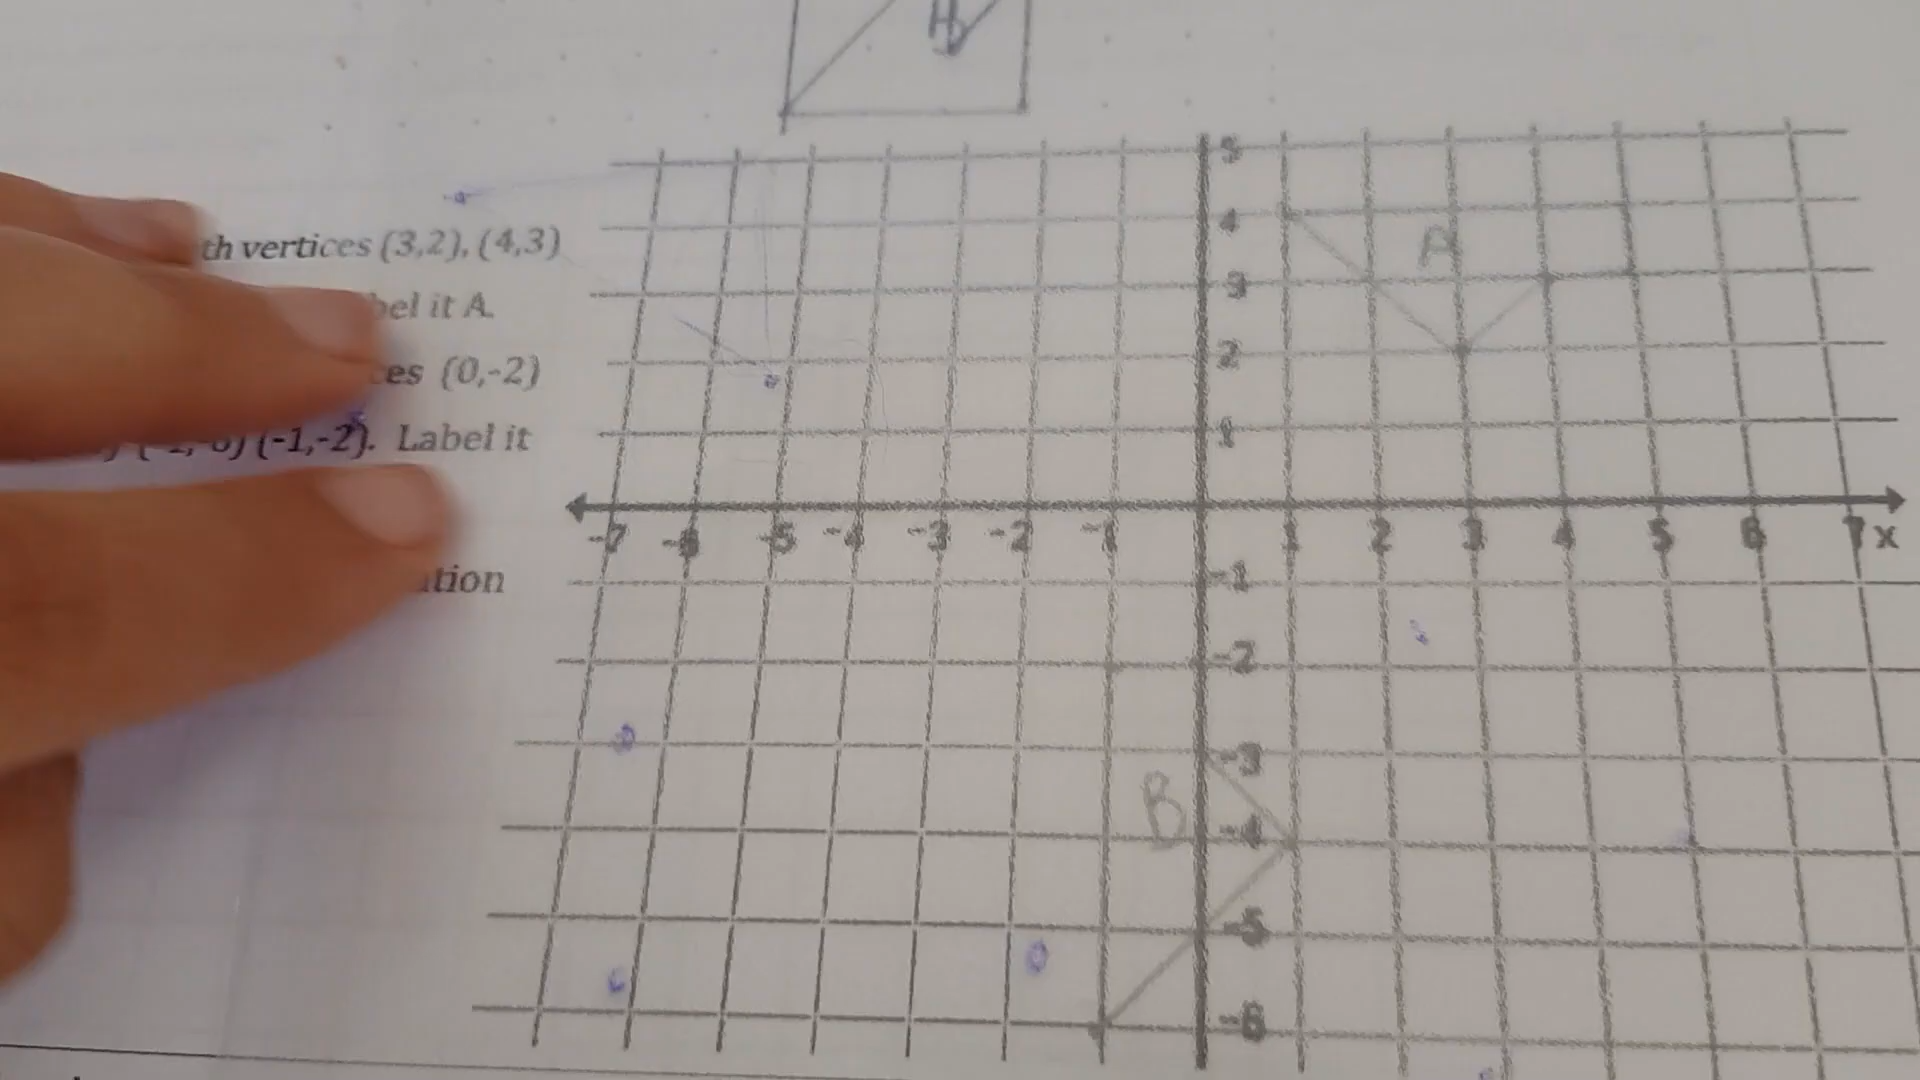 th vertices (3,2), (4,3)
bel it A.
es (0,-2)
(-1,-2). Label it
tion
5
4
3
2
1
-7 -6 -5 -4 -3 -2 -1 1 2 3 4 5 6 7 x
-1
-2
-3
-4
-5
-6
A
B